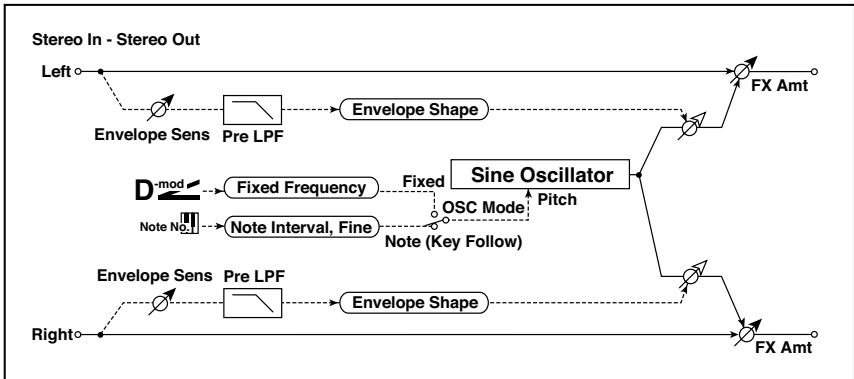 Stereo In - Stereo Out
Left
FX Amt
Envelope Sens
Pre LPF
Envelope Shape
D-mod
Fixed Frequency
Fixed
Sine Oscillator
OSC Mode
Pitch
Note No.
Note Interval, Fine
Note (Key Follow)
Envelope Sens
Pre LPF
Envelope Shape
Right
FX Amt